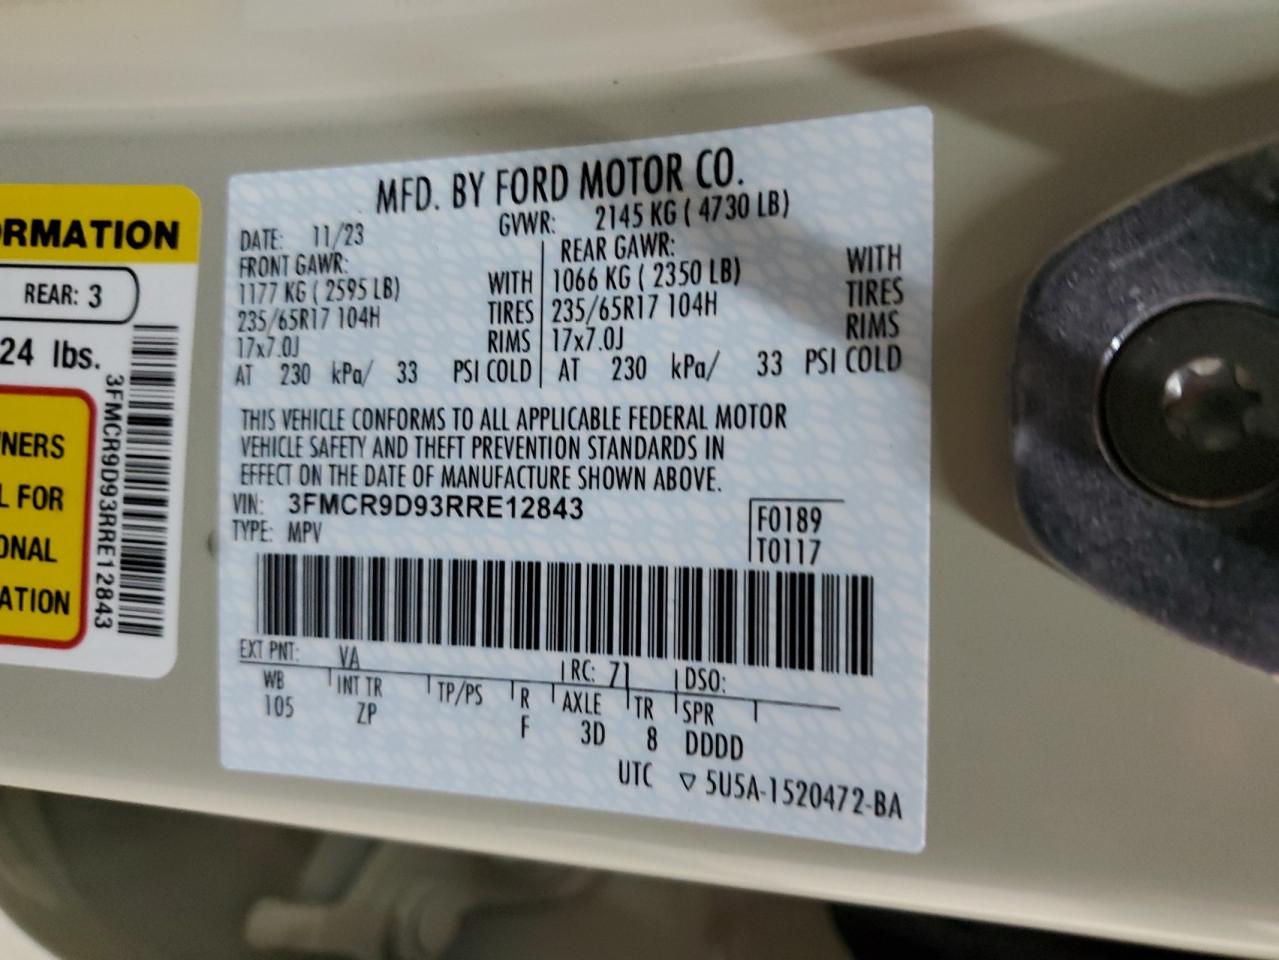 RMATION
REAR: 3
24 lbs.
NERS
L FOR
ONAL
ATION
3FMCR9D93RRE12843
MFD. BY FORD MOTOR CO.
DATE: 11/23 GVWR: 2145 KG ( 4730 LB)
FRONT GAWR: REAR GAWR:
1177 KG ( 2595 LB) WITH 1066 KG ( 2350 LB) WITH
235/65R17 104H TIRES 235/65R17 104H TIRES
17x7.0J RIMS 17x7.0J RIMS
AT 230 kPa/ 33 PSI COLD AT 230 kPa/ 33 PSI COLD
THIS VEHICLE CONFORMS TO ALL APPLICABLE FEDERAL MOTOR
VEHICLE SAFETY AND THEFT PREVENTION STANDARDS IN
EFFECT ON THE DATE OF MANUFACTURE SHOWN ABOVE.
VIN: 3FMCR9D93RRE12843
TYPE: MPV
F0189
T0117
EXT PNT: VA RC: 71 DSO:
WB INT TR TP/PS R AXLE TR SPR
105 ZP F 3D 8 DDDD
UTC ▽ 5U5A-1520472-BA